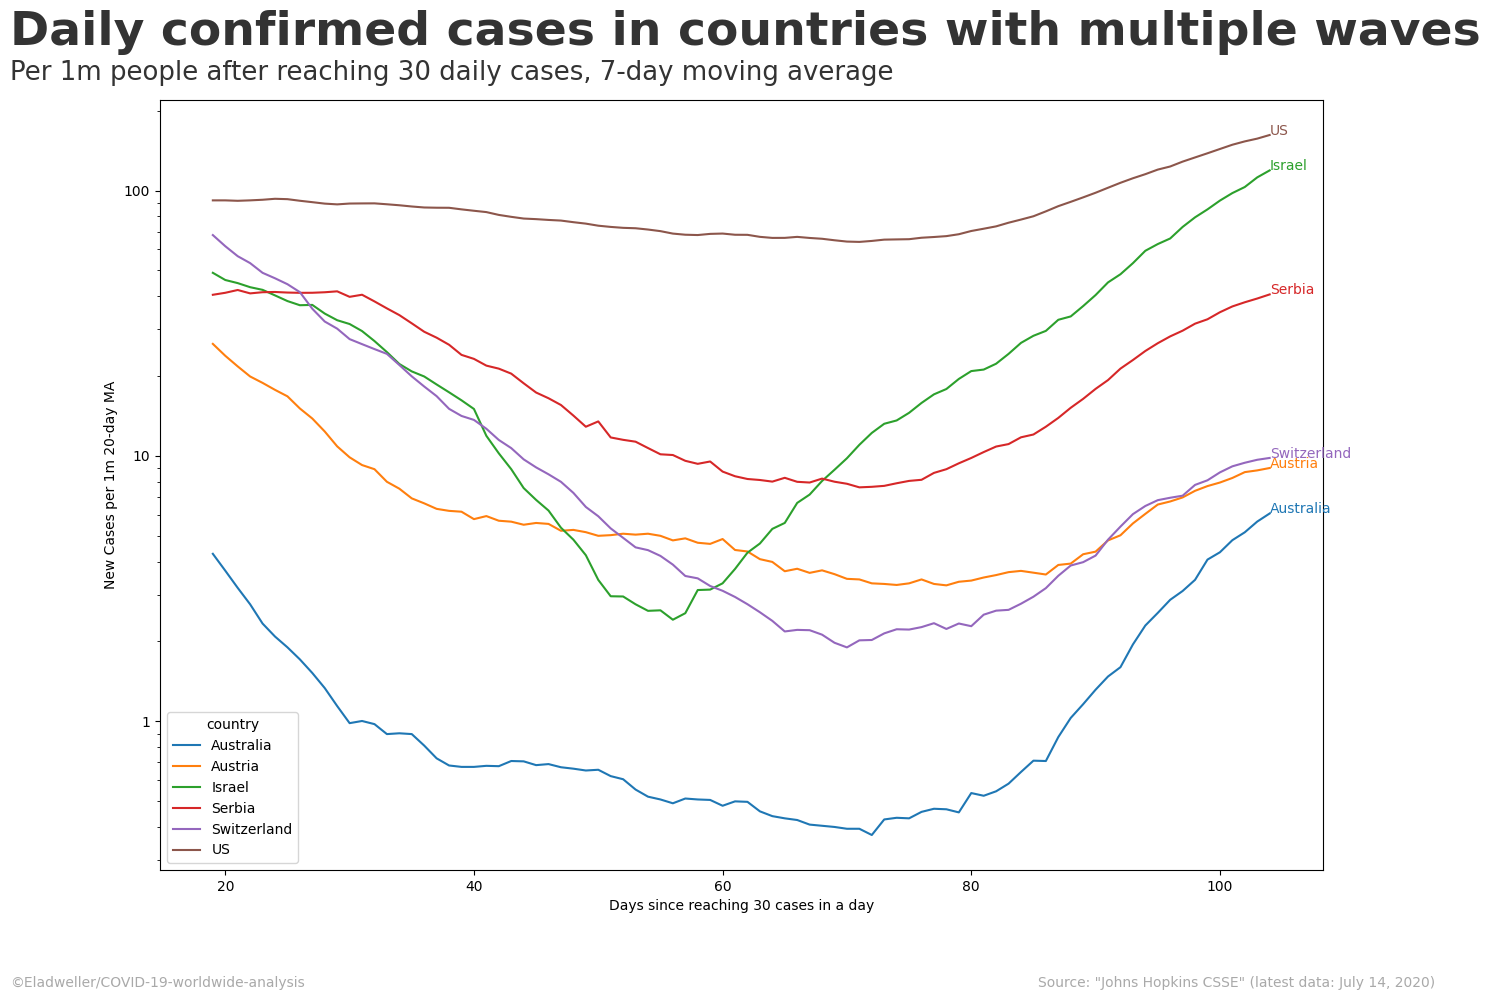 Daily confirmed cases in countries with multiple waves
Per 1m people after reaching 30 daily cases, 7-day moving average
US
Israel
100
Serbia
New Cases per 1m 20-day MA
10
Switzerland
Austria
Australia
1
country
Australia
Austria
Israel
Serbia
Switzerland
US
20 40 60 80 100
Days since reaching 30 cases in a day
©Eladweller/COVID-19-worldwide-analysis
Source: "Johns Hopkins CSSE" (latest data: July 14, 2020)